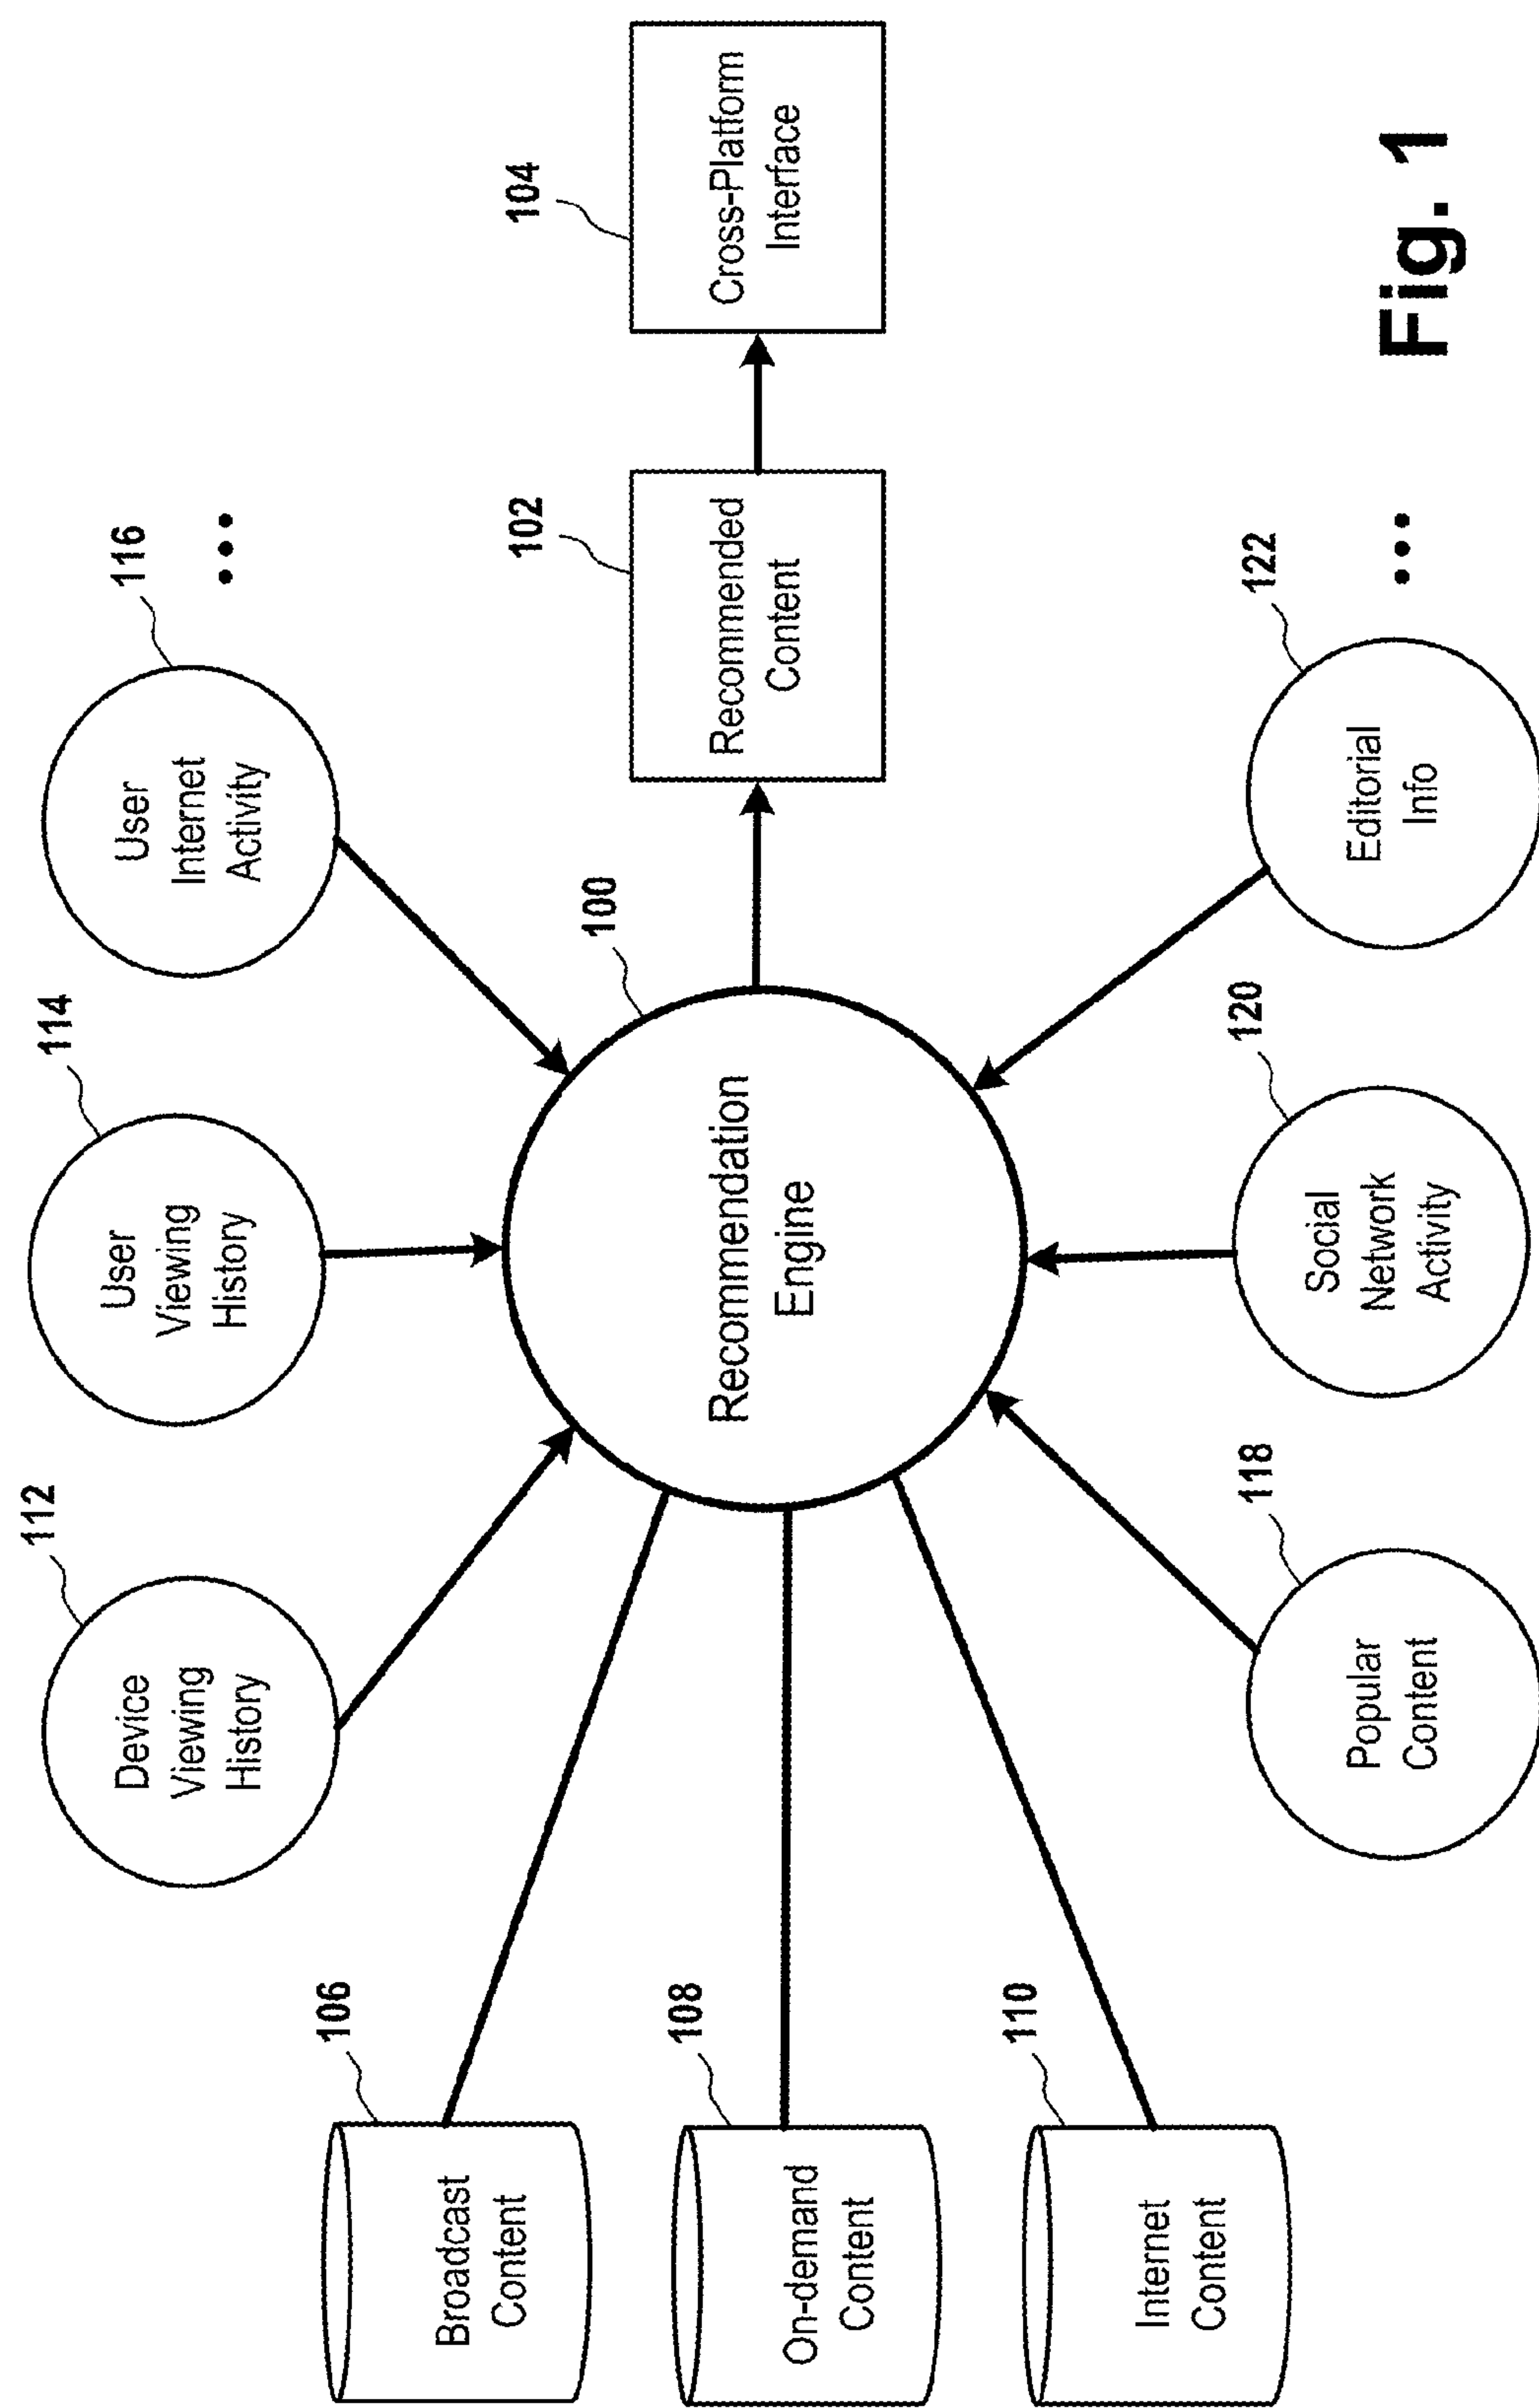 112
Device
Viewing
History
114
User
Viewing
History
116
User
Internet
Activity
...
106
Broadcast
Content
108
On-demand
Content
110
Internet
Content
100
Recommendation
Engine
102
Recommended
Content
104
Cross-Platform
Interface
118
Popular
Content
120
Social
Network
Activity
122
Editorial
Info
...
Fig. 1